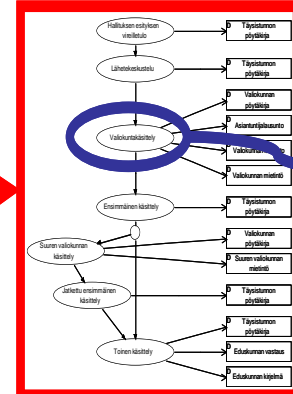 Hallituksen esityksen
vireilletulo
D
Täysistunnon
pöytäkirja
Lähetekeskustelu
D
Täysistunnon
pöytäkirja
D
Valiokunnan
pöytäkirja
Valiokuntakäsittely
D
Asiantuntijalausunto
Valiokunnan
D
Valiokunnan mietintö
Ensimmäinen käsittely
D
Täysistunnon
pöytäkirja
Suuren valiokunnan
käsittely
D
Valiokunnan
pöytäkirja
D
Suuren valiokunnan
mietintö
Jatkettu ensimmäinen
käsittely
D
Täysistunnon
pöytäkirja
D
Täysistunnon
pöytäkirja
Toinen käsittely
D
Eduskunnan vastaus
D
Eduskunnan kirjelmä